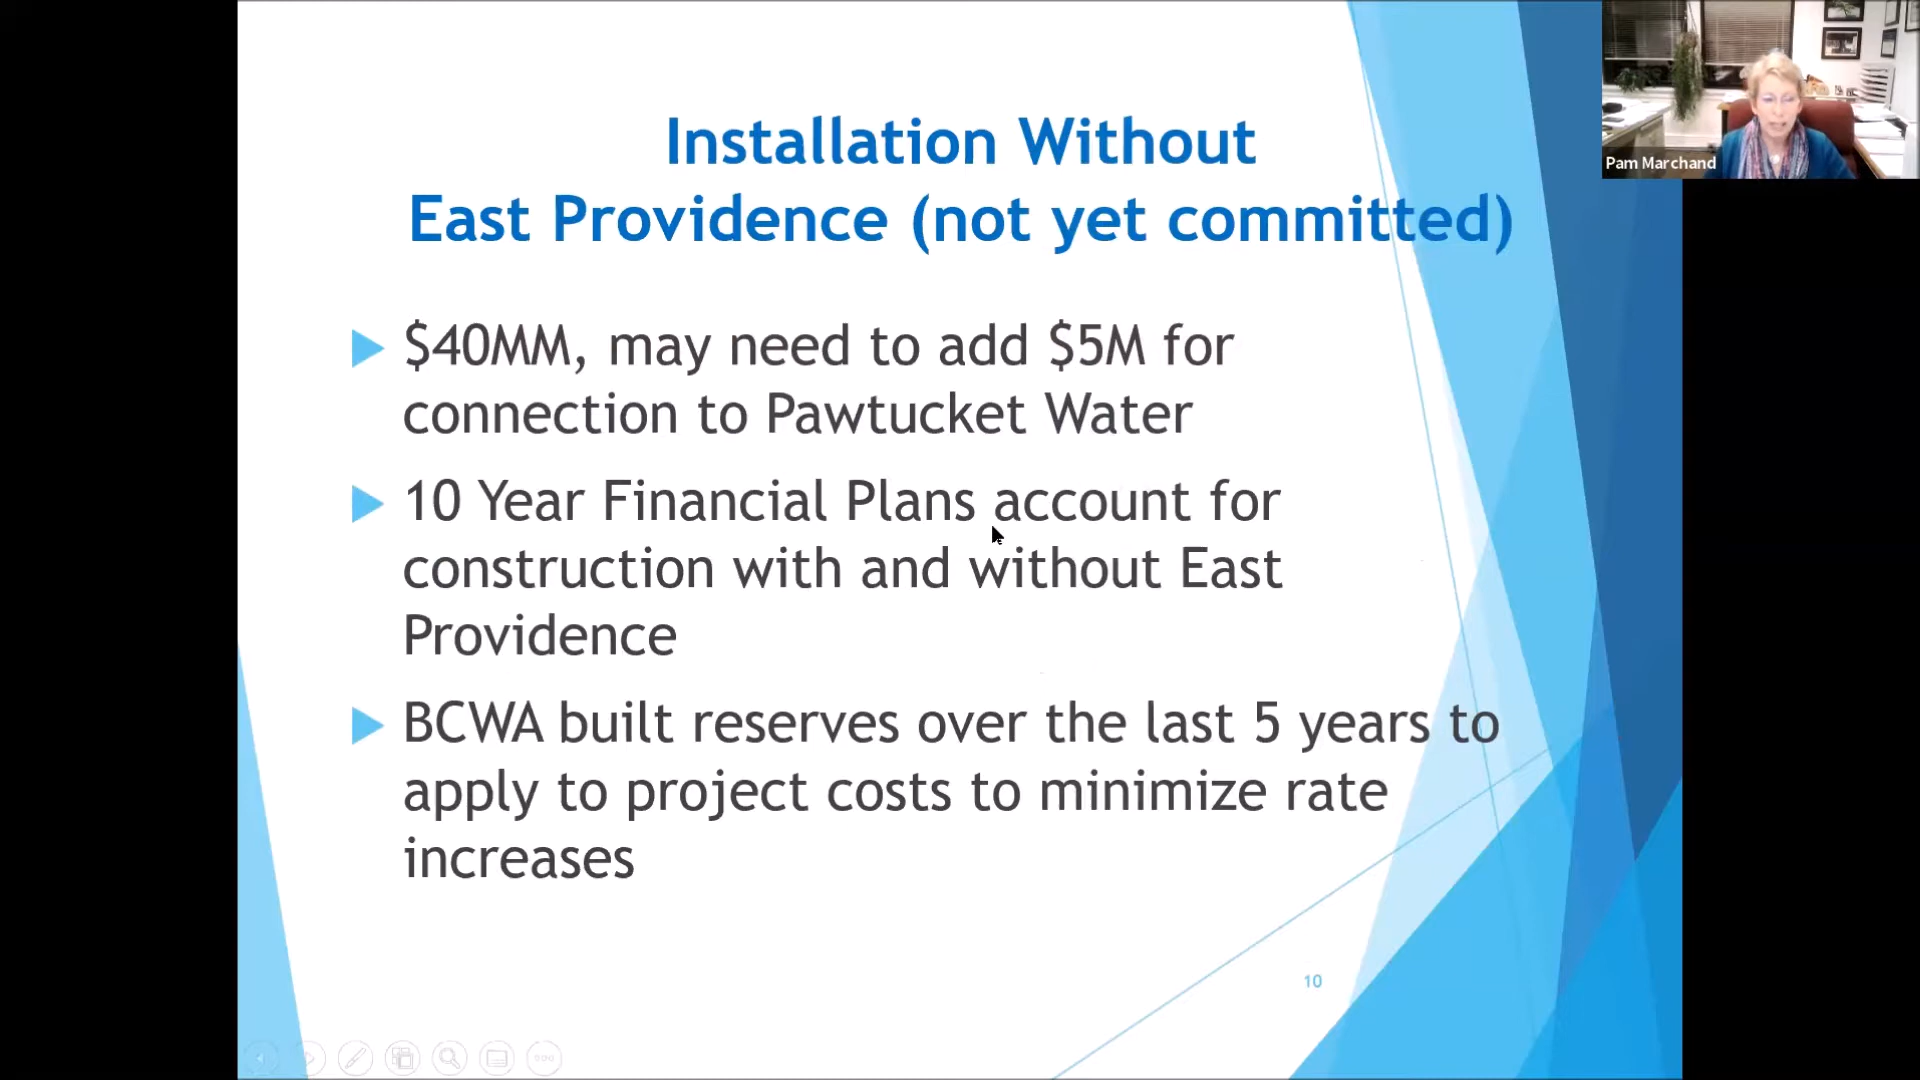 Installation Without
East Providence (not yet committed)
$40MM, may need to add $5M for
connection to Pawtucket Water
10 Year Financial Plans account for
construction with and without East
Providence
BCWA built reserves over the last 5 years to
apply to project costs to minimize rate
increases
10
Pam Marchand